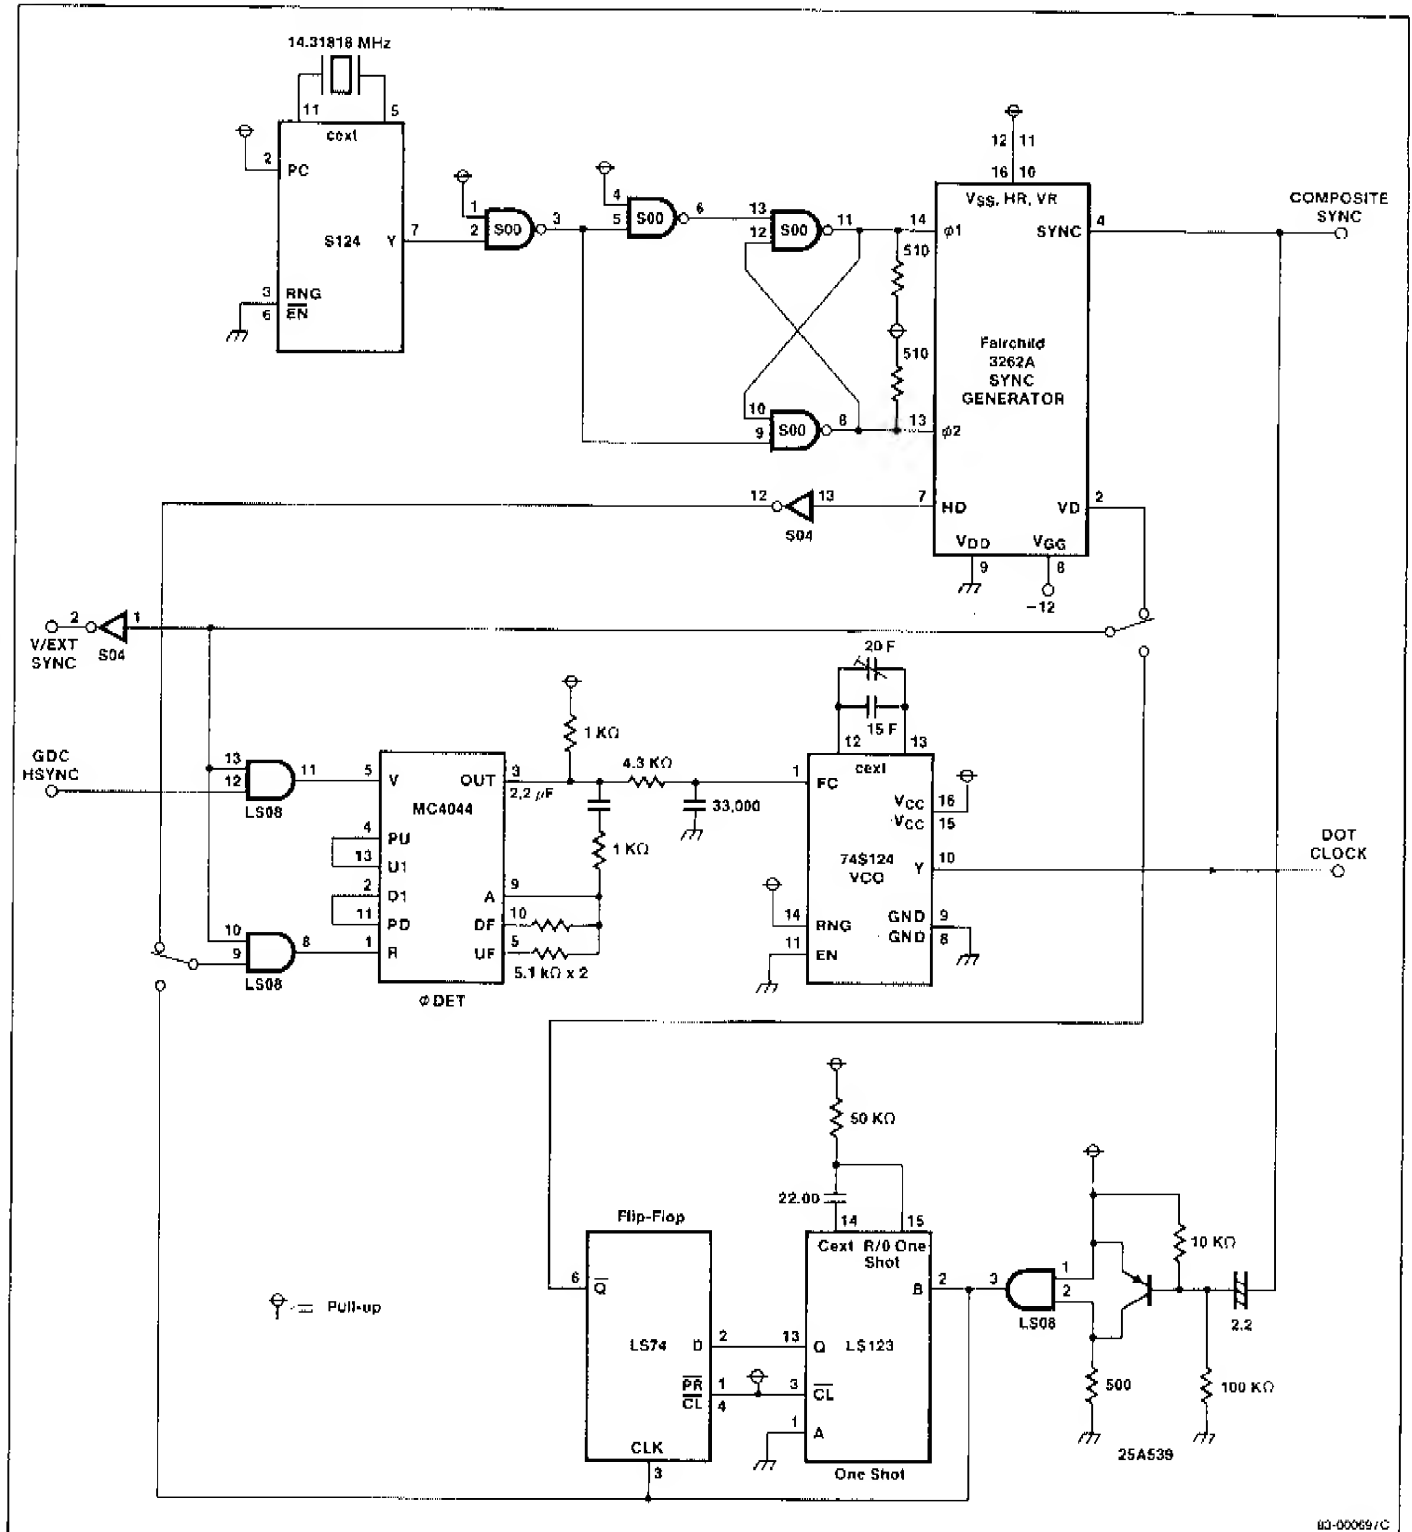 14.31818 MHz
11
5
cext
2
PC
S124
Y
7
3
RNG
6
EN
1
2
S00
3
4
5
S00
6
13
12
S00
11
10
9
S00
8
510
510
12
11
16
10
VSS, HR, VR
14
φ1
SYNC
4
COMPOSITE
SYNC
Fairchild
3262A
SYNC
GENERATOR
13
φ2
7
HD
VD
2
VDD
VGG
9
8
−12
12
13
S04
2
1
V/EXT
SYNC
S04
GDC
HSYNC
13
12
11
LS08
10
9
8
LS08
5
V
OUT
3
MC4044
4
PU
13
U1
2
D1
11
PD
1
R
A
9
DF
10
UF
5
φ DET
1 KΩ
2,2 μF
4.3 KΩ
33,000
1 KΩ
5.1 kΩ x 2
20 F
15 F
12
13
cext
1
FC
VCC
16
VCC
15
74S124
VCO
Y
10
DOT
CLOCK
14
RNG
11
EN
GND
9
GND
8
50 KΩ
22.00
14
15
Flip-Flop
6
Q
LS74
D
2
PR
1
CL
4
CLK
3
Cext R/0 One
Shot
B
2
13
Q
LS123
3
CL
1
A
One Shot
3
1
2
LS08
10 KΩ
2.2
500
100 KΩ
25A539
= Pull-up
83-000697C